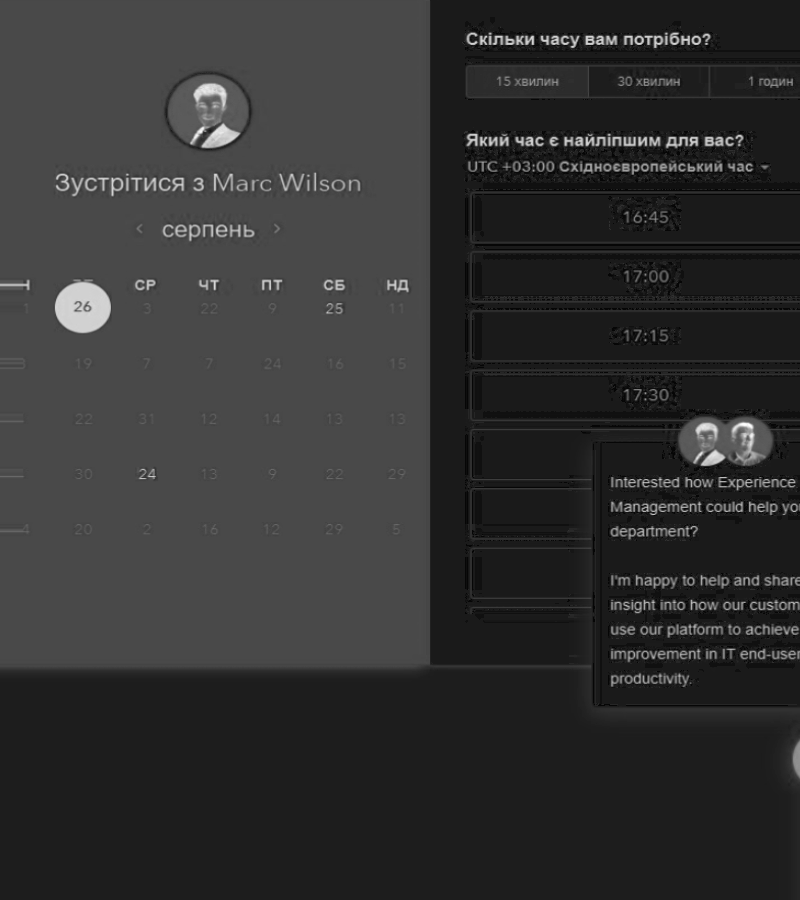 Зустрітися з Marc Wilson
‹ серпень ›
СР ЧТ ПТ СБ НД
1 26 3 22 9 25 11
19 7 7 24 16 15
22 31 12 14 13 13
30 24 13 9 22 29
4 20 2 16 12 29 5
Скільки часу вам потрібно?
15 хвилин 30 хвилин 1 годин
Який час є найліпшим для вас?
UTC +03:00 Східноєвропейський час
16:45
17:00
17:15
17:30
Interested how Experience
Management could help you
department?
I'm happy to help and share
insight into how our custom
use our platform to achieve
improvement in IT end-user
productivity.